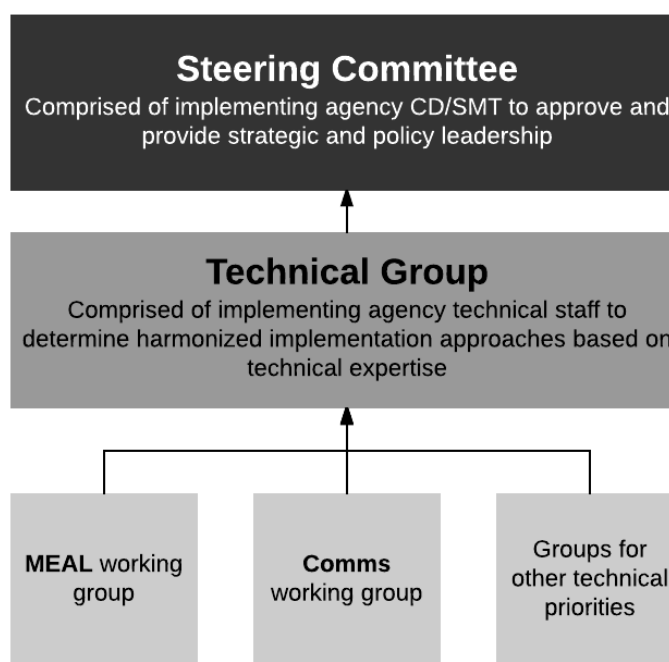 Steering Committee
Comprised of implementing agency CD/SMT to approve and
provide strategic and policy leadership
Technical Group
Comprised of implementing agency technical staff to
determine harmonized implementation approaches based on
technical expertise
MEAL working
group
Comms
working group
Groups for
other technical
priorities